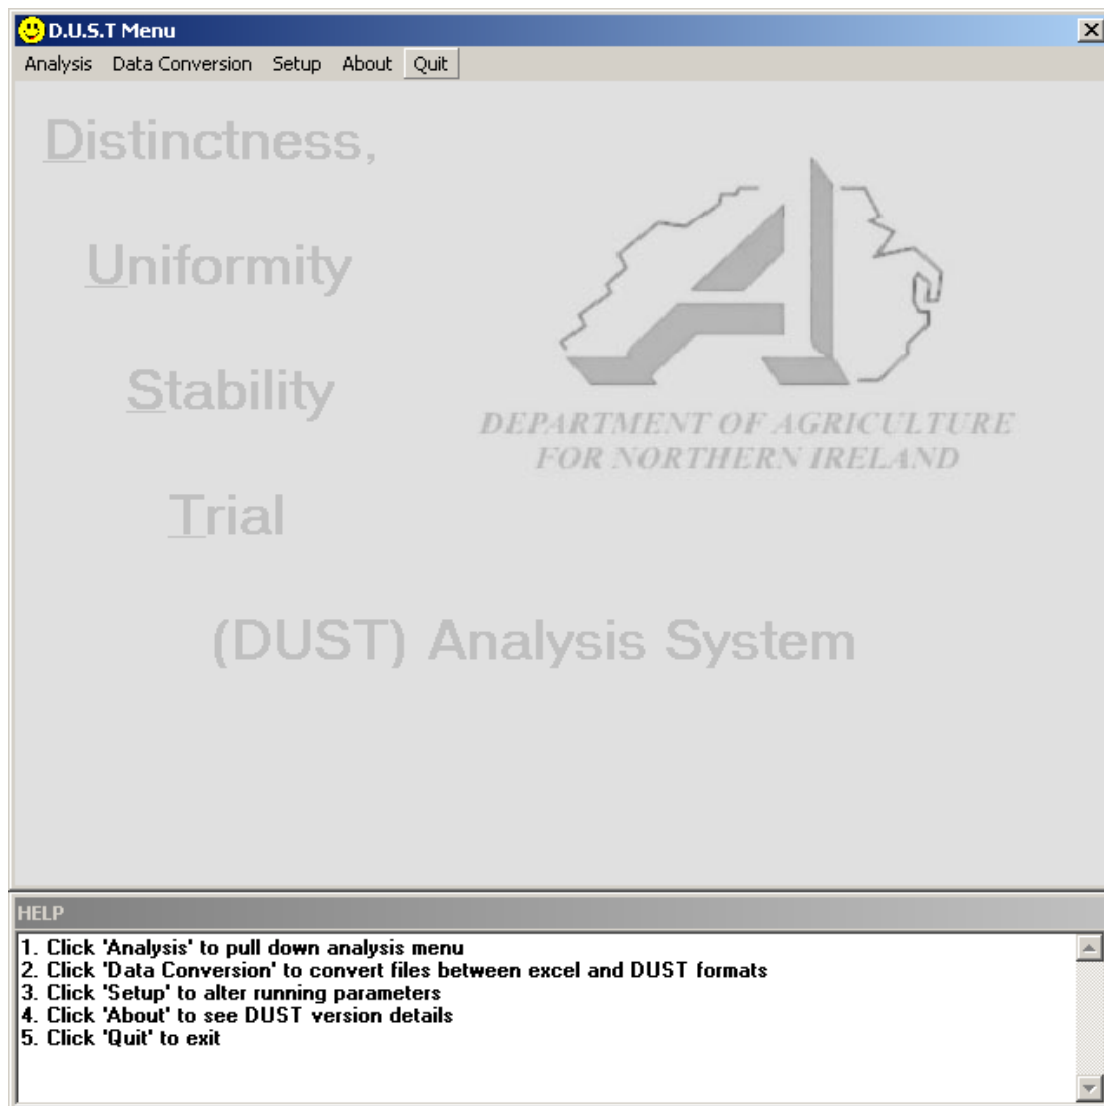 D.U.S.T Menu
Analysis Data Conversion Setup About Quit
Distinctness,
Uniformity
Stability
Trial
(DUST) Analysis System
DEPARTMENT OF AGRICULTURE
FOR NORTHERN IRELAND
HELP
1. Click 'Analysis' to pull down analysis menu
2. Click 'Data Conversion' to convert files between excel and DUST formats
3. Click 'Setup' to alter running parameters
4. Click 'About' to see DUST version details
5. Click 'Quit' to exit